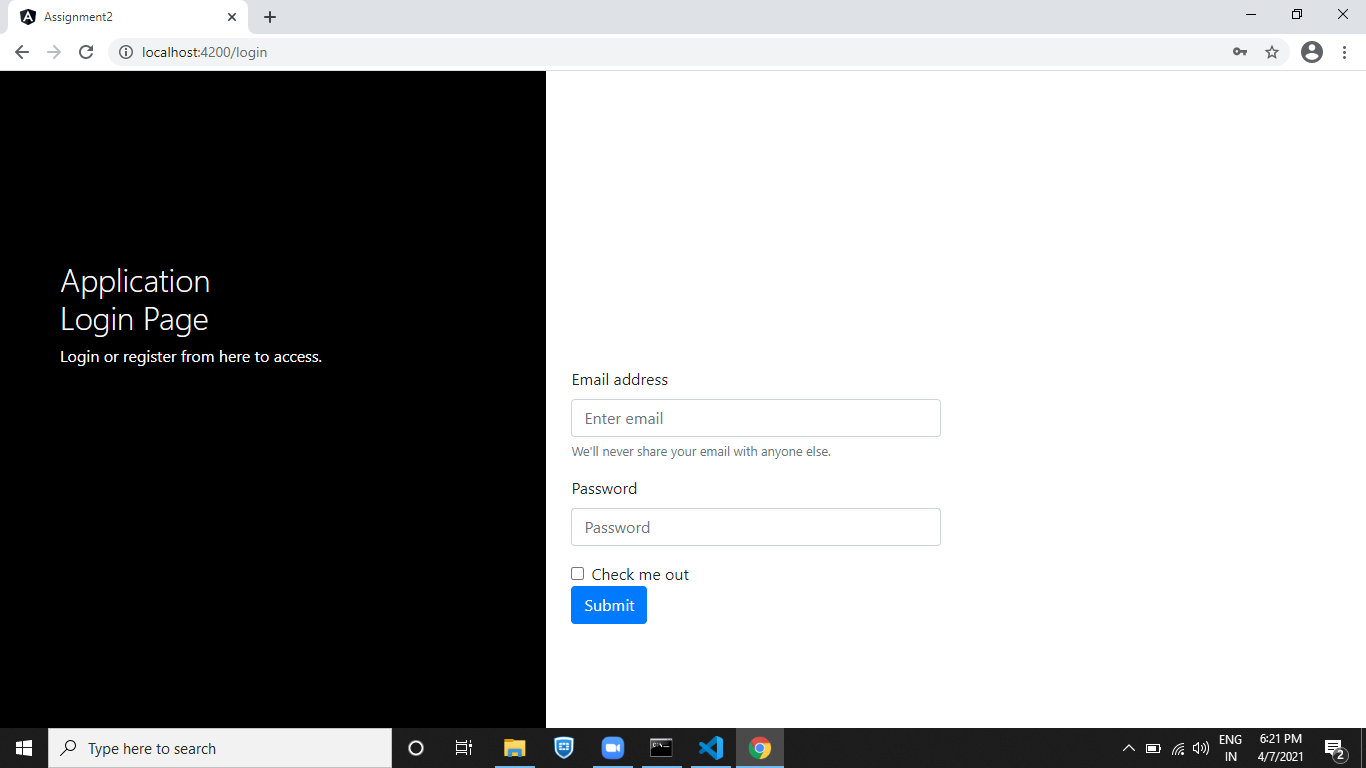 Assignment2
localhost:4200/login
Application
Login Page
Login or register from here to access.
Email address
Enter email
We'll never share your email with anyone else.
Password
Password
Check me out
Submit
Type here to search
ENG
IN
6:21 PM
4/7/2021
2